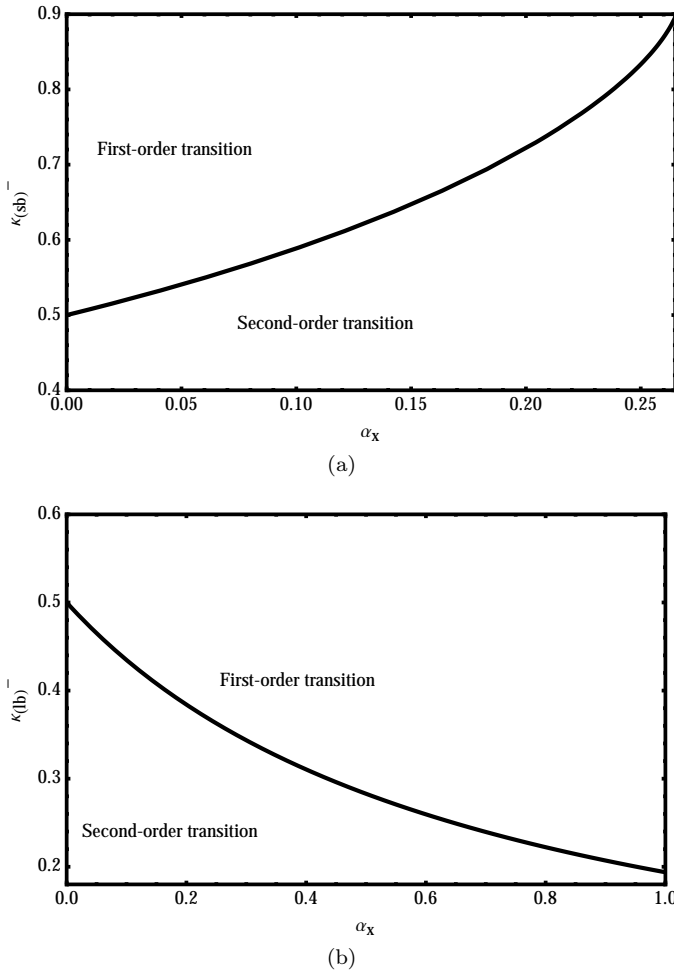 0.9
0.8
First-order transition
0.7
κ(sb)⁻
0.6
Second-order transition
0.5
0.4
0.00 0.05 0.10 0.15 0.20 0.25
αx
(a)
0.6
0.5
First-order transition
0.4
κ(lb)⁻
0.3
Second-order transition
0.2
0.0 0.2 0.4 0.6 0.8 1.0
αx
(b)